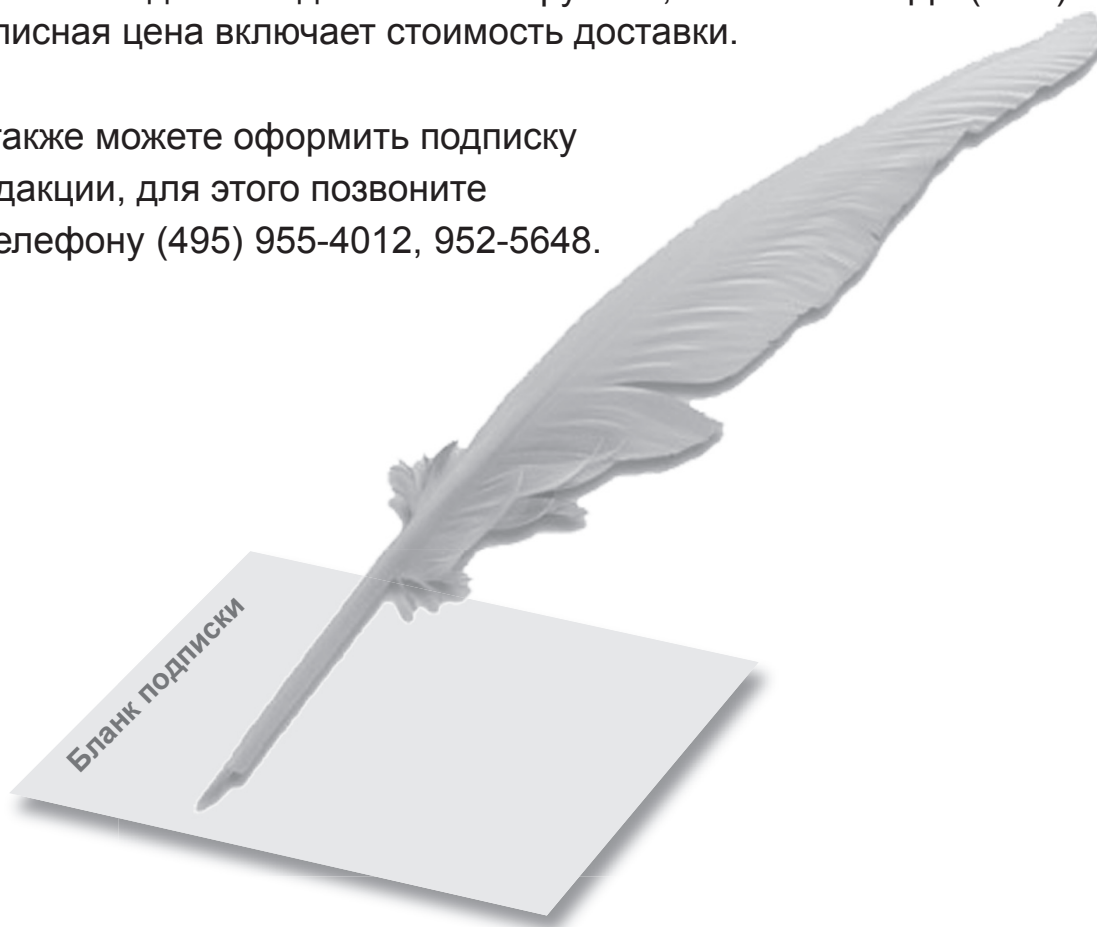 писная цена включает стоимость доставки.
также можете оформить подписку
дакции, для этого позвоните
елефону (495) 955-4012, 952-5648.
Бланк подписки